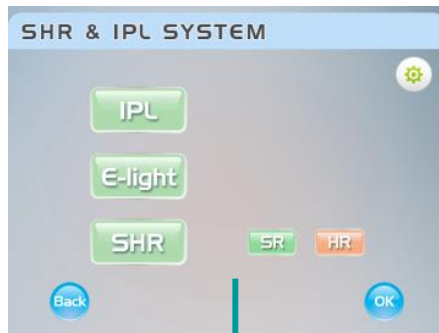 SHR & IPL SYSTEM
IPL
E-light
SHR SR HR
Back OK